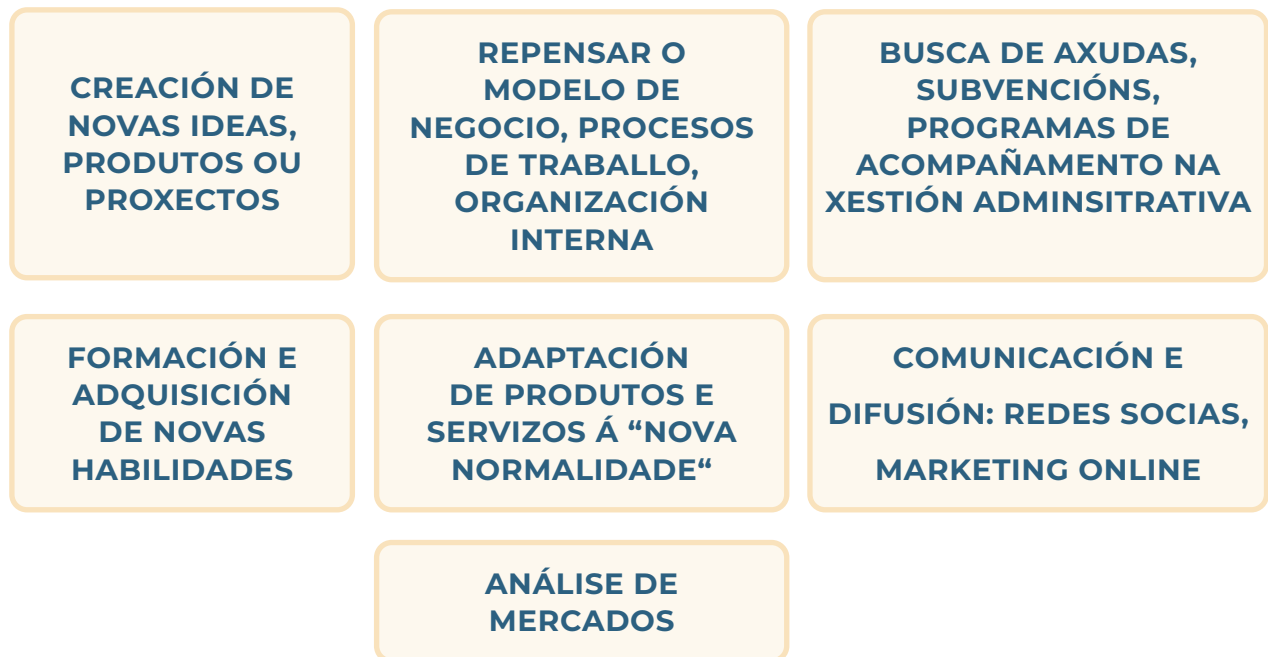 CREACIÓN DE
NOVAS IDEAS,
PRODUTOS OU
PROXECTOS
REPENSAR O
MODELO DE
NEGOCIO, PROCESOS
DE TRABALLO,
ORGANIZACIÓN
INTERNA
BUSCA DE AXUDAS,
SUBVENCIÓNS,
PROGRAMAS DE
ACOMPAÑAMENTO NA
XESTIÓN ADMINSITRATIVA
FORMACIÓN E
ADQUISICIÓN
DE NOVAS
HABILIDADES
ADAPTACIÓN
DE PRODUTOS E
SERVIZOS Á “NOVA
NORMALIDADE“
COMUNICACIÓN E
DIFUSIÓN: REDES SOCIAS,
MARKETING ONLINE
ANÁLISE DE
MERCADOS